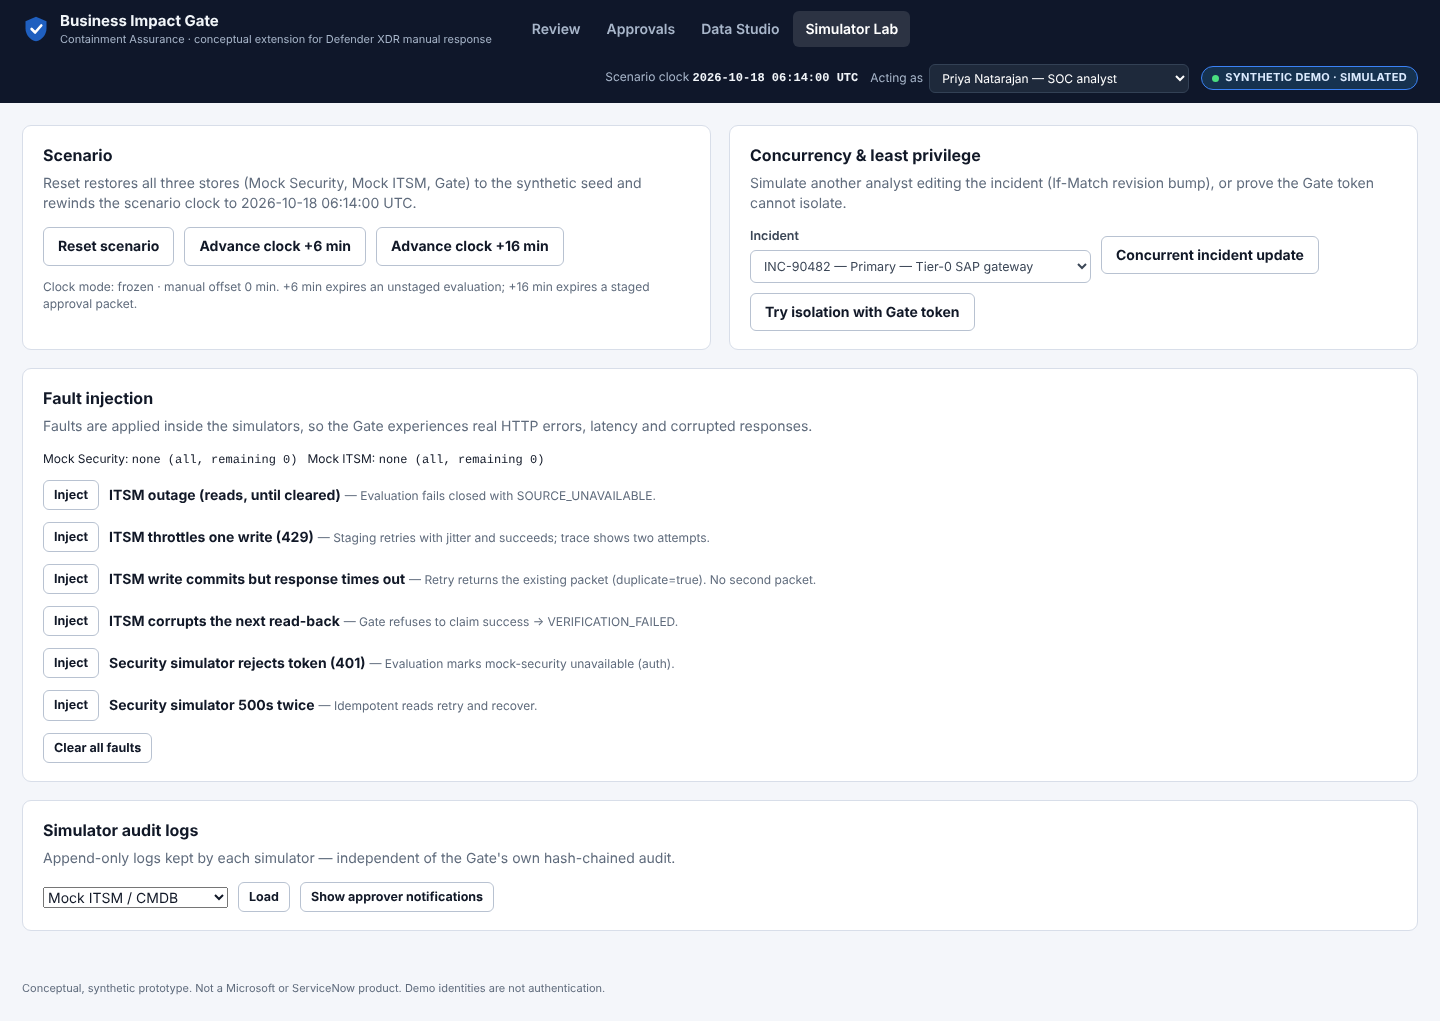 Business Impact Gate
Containment Assurance · conceptual extension for Defender XDR manual response
Review
Approvals
Data Studio
Simulator Lab
Scenario clock 2026-10-18 06:14:00 UTC
Acting as
Priya Natarajan — SOC analyst
SYNTHETIC DEMO · SIMULATED
Scenario
Reset restores all three stores (Mock Security, Mock ITSM, Gate) to the synthetic seed and
rewinds the scenario clock to 2026-10-18 06:14:00 UTC.
Reset scenario
Advance clock +6 min
Advance clock +16 min
Clock mode: frozen · manual offset 0 min. +6 min expires an unstaged evaluation; +16 min expires a staged
approval packet.
Concurrency & least privilege
Simulate another analyst editing the incident (If-Match revision bump), or prove the Gate token
cannot isolate.
Incident
INC-90482 — Primary — Tier-0 SAP gateway
Concurrent incident update
Try isolation with Gate token
Fault injection
Faults are applied inside the simulators, so the Gate experiences real HTTP errors, latency and corrupted responses.
Mock Security: none (all, remaining 0) Mock ITSM: none (all, remaining 0)
Inject ITSM outage (reads, until cleared) — Evaluation fails closed with SOURCE_UNAVAILABLE.
Inject ITSM throttles one write (429) — Staging retries with jitter and succeeds; trace shows two attempts.
Inject ITSM write commits but response times out — Retry returns the existing packet (duplicate=true). No second packet.
Inject ITSM corrupts the next read-back — Gate refuses to claim success → VERIFICATION_FAILED.
Inject Security simulator rejects token (401) — Evaluation marks mock-security unavailable (auth).
Inject Security simulator 500s twice — Idempotent reads retry and recover.
Clear all faults
Simulator audit logs
Append-only logs kept by each simulator — independent of the Gate's own hash-chained audit.
Mock ITSM / CMDB
Load
Show approver notifications
Conceptual, synthetic prototype. Not a Microsoft or ServiceNow product. Demo identities are not authentication.